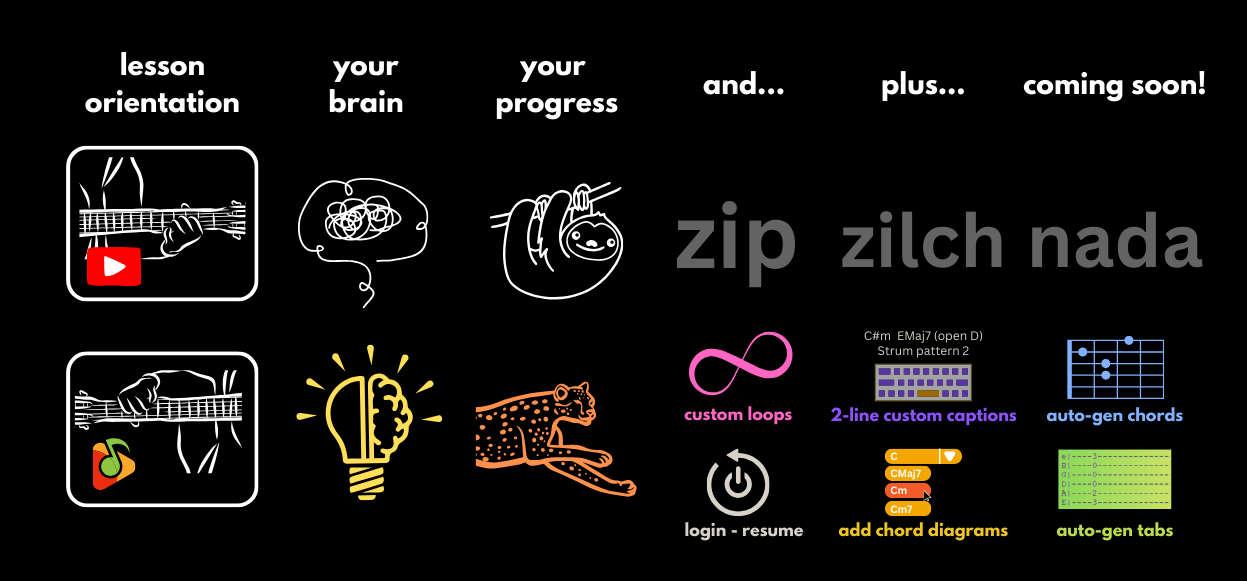 lesson
orientation
your
brain
your
progress
and...
plus...
coming soon!
zip
zilch
nada
custom loops
C#m EMaj7 (open D)
Strum pattern 2
2-line custom captions
auto-gen chords
login - resume
C
CMaj7
Cm
Cm7
add chord diagrams
e|-----3---------------
B|-----0---------------
G|-----0---------------
D|-----0---------------
A|-----2---------------
E|-----3---------------
auto-gen tabs